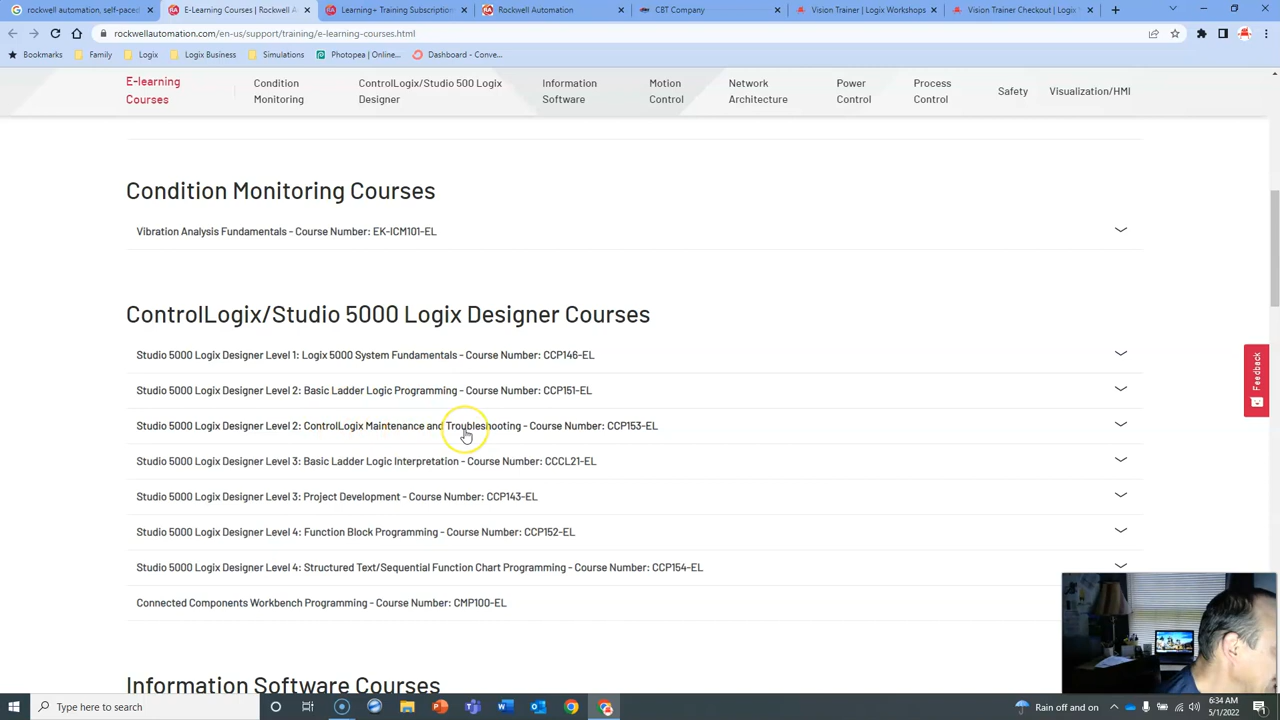 rockwell automation, self-paced
E-Learning Courses | Rockwell A
Learning+ Training Subscription
Rockwell Automation
CBT Company
Vision Trainer | Logix Workshops
Vision Trainer Checkout | Logix
rockwellautomation.com/en-us/support/training/e-learning-courses.html
Bookmarks
Family
Logix
Logix Business
Simulations
Photopea | Online...
Dashboard - Conve...
E-learning Courses
Condition Monitoring
ControlLogix/Studio 500 Logix Designer
Information Software
Motion Control
Network Architecture
Power Control
Process Control
Safety
Visualization/HMI
Condition Monitoring Courses
Vibration Analysis Fundamentals - Course Number: EK-ICM101-EL
ControlLogix/Studio 5000 Logix Designer Courses
Studio 5000 Logix Designer Level 1: Logix 5000 System Fundamentals - Course Number: CCP146-EL
Studio 5000 Logix Designer Level 2: Basic Ladder Logic Programming - Course Number: CCP151-EL
Studio 5000 Logix Designer Level 2: ControlLogix Maintenance and Troubleshooting - Course Number: CCP153-EL
Studio 5000 Logix Designer Level 3: Basic Ladder Logic Interpretation - Course Number: CCCL21-EL
Studio 5000 Logix Designer Level 3: Project Development - Course Number: CCP143-EL
Studio 5000 Logix Designer Level 4: Function Block Programming - Course Number: CCP152-EL
Studio 5000 Logix Designer Level 4: Structured Text/Sequential Function Chart Programming - Course Number: CCP154-EL
Connected Components Workbench Programming - Course Number: CMP100-EL
Information Software Courses
Feedback
Type here to search
Rain off and on
6:34 AM
5/1/2022